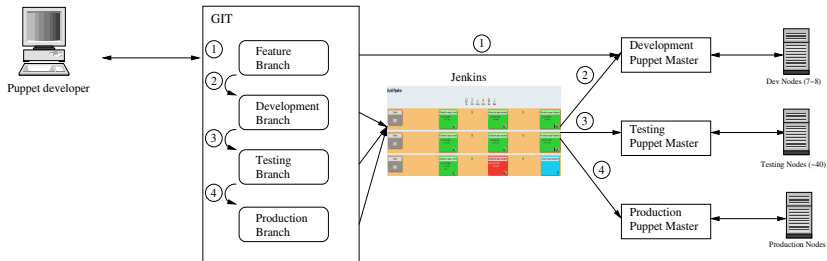 GIT
Puppet developer
1
Feature
Branch
2
Development
Branch
3
Testing
Branch
4
Production
Branch
Jenkins
1
2
3
4
Development
Puppet Master
Dev Nodes (7-8)
Testing
Puppet Master
Testing Nodes (~40)
Production
Puppet Master
Production Nodes